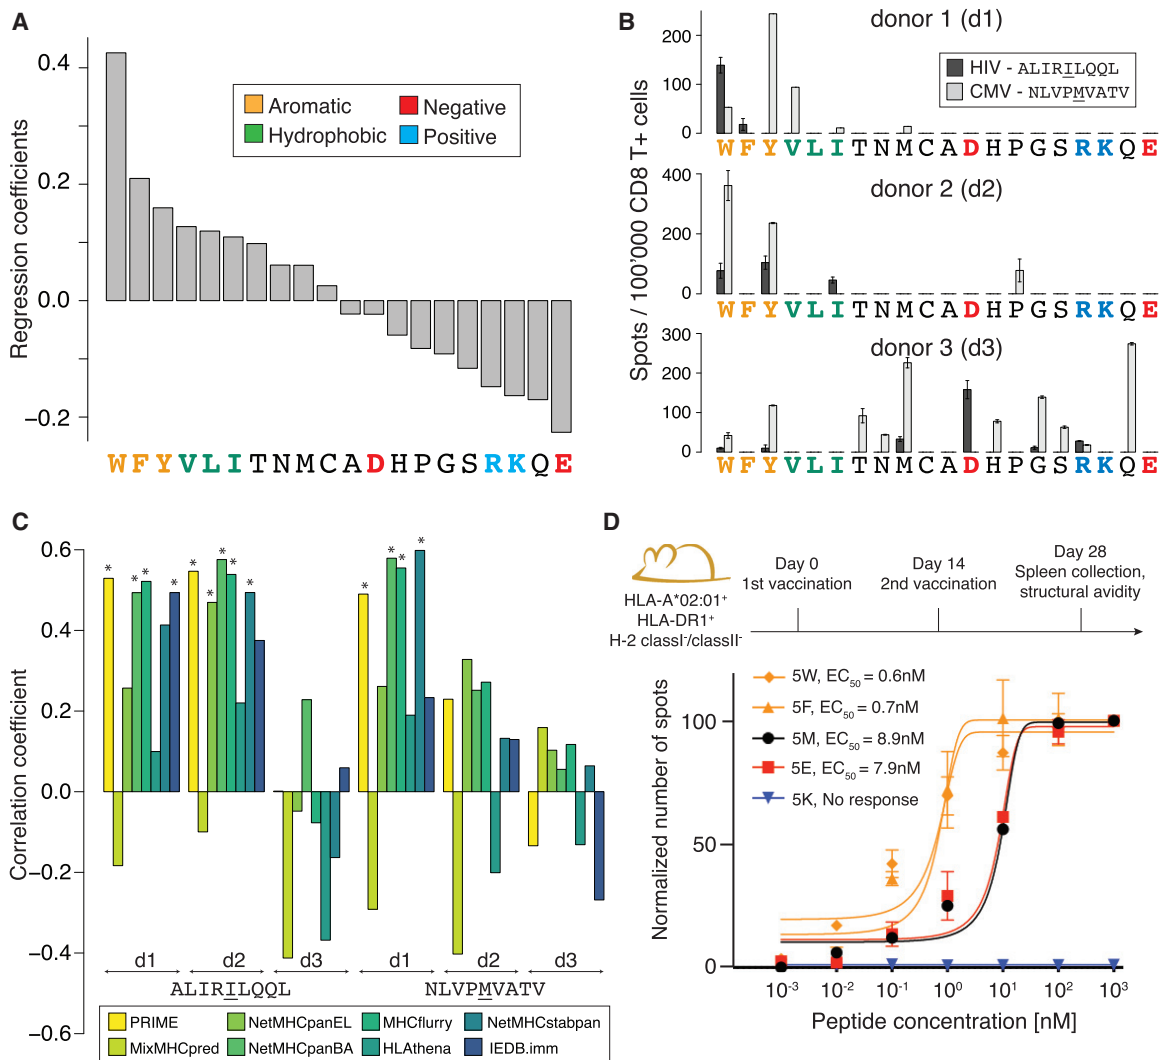 A
Regression coefficients
0.4
0.2
0.0
−0.2
Aromatic
Hydrophobic
Negative
Positive
W F Y V L I T N M C A D H P G S R K Q E
B
Spots / 100'000 CD8 T+ cells
donor 1 (d1)
HIV - ALIRILQQL
CMV - NLVPMVATV
200
100
0
W F Y V L I T N M C A D H P G S R K Q E
donor 2 (d2)
400
200
0
W F Y V L I T N M C A D H P G S R K Q E
donor 3 (d3)
300
200
100
0
W F Y V L I T N M C A D H P G S R K Q E
C
Correlation coefficient
0.6
0.4
0.2
0.0
−0.2
−0.4
−0.6
* * * * * * * * * * * * *
d1 d2 d3 d1 d2 d3
ALIRILQQL NLVPMVATV
PRIME NetMHCpanEL MHCflurry NetMHCstabpan
MixMHCpred NetMHCpanBA HLAthena IEDB.imm
D
HLA-A*02:01+
HLA-DR1+
H-2 classI-/classII-
Day 0
1st vaccination
Day 14
2nd vaccination
Day 28
Spleen collection,
structural avidity
Normalized number of spots
100
50
0
5W, EC50 = 0.6nM
5F, EC50 = 0.7nM
5M, EC50 = 8.9nM
5E, EC50 = 7.9nM
5K, No response
10-3 10-2 10-1 100 101 102 103
Peptide concentration [nM]